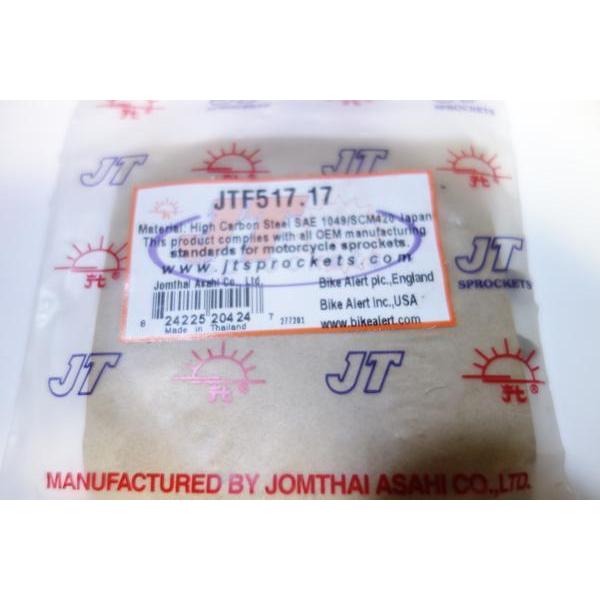 JT
JT
SPROCKETS
JT
JT
JTF517.17
Material: High Carbon Steel SAE 1049/SCM420 Japan
This product complies with all OEM manufacturing
standards for motorcycle sprockets.
www.jtsprockets.com
Jomthai Asahi Co., Ltd.
Bike Alert plc.,England
Bike Alert Inc.,USA
www.bikealert.com
8 24225 20424 7 277201
Made in Thailand
JT
SPROCKETS
JT
JT
MANUFACTURED BY JOMTHAI ASAHI CO.,LTD.